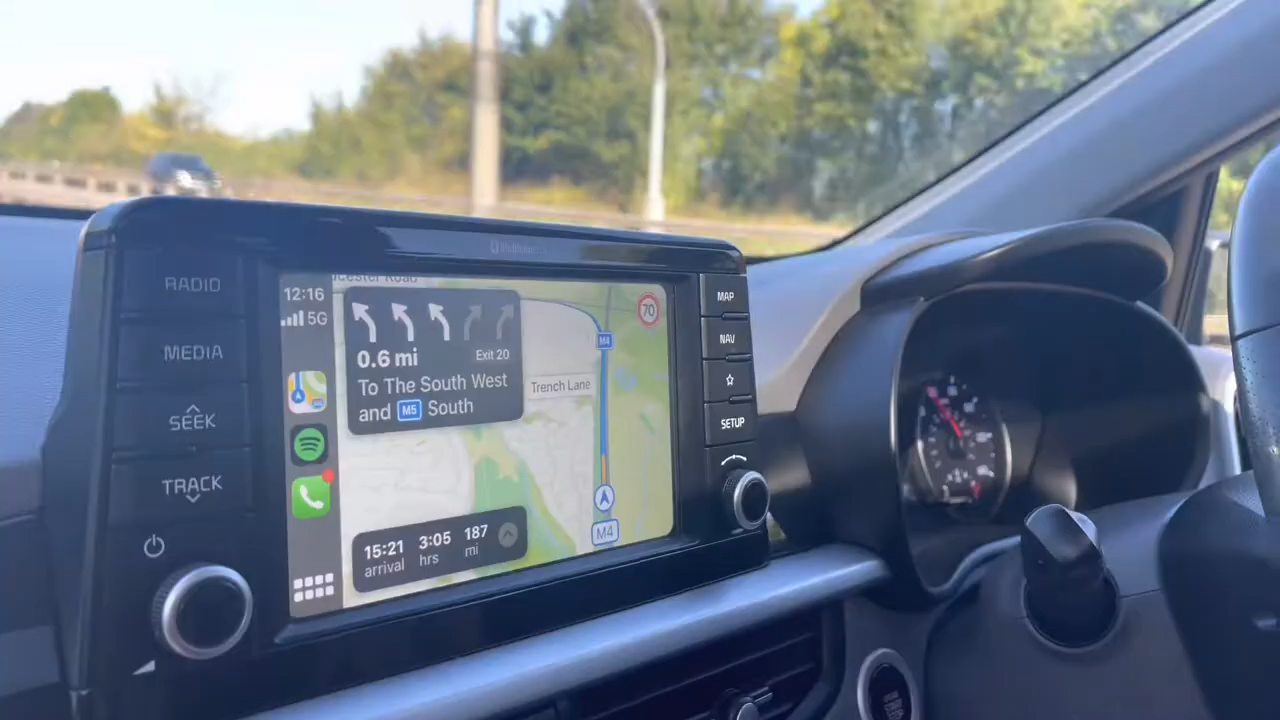 RADIO
MEDIA
SEEK
TRACK
12:16
5G
0.6 mi
Exit 20
To The South West
and M5 South
Trench Lane
M4
70
M4
15:21 3:05 187
arrival hrs mi
MAP
NAV
SETUP